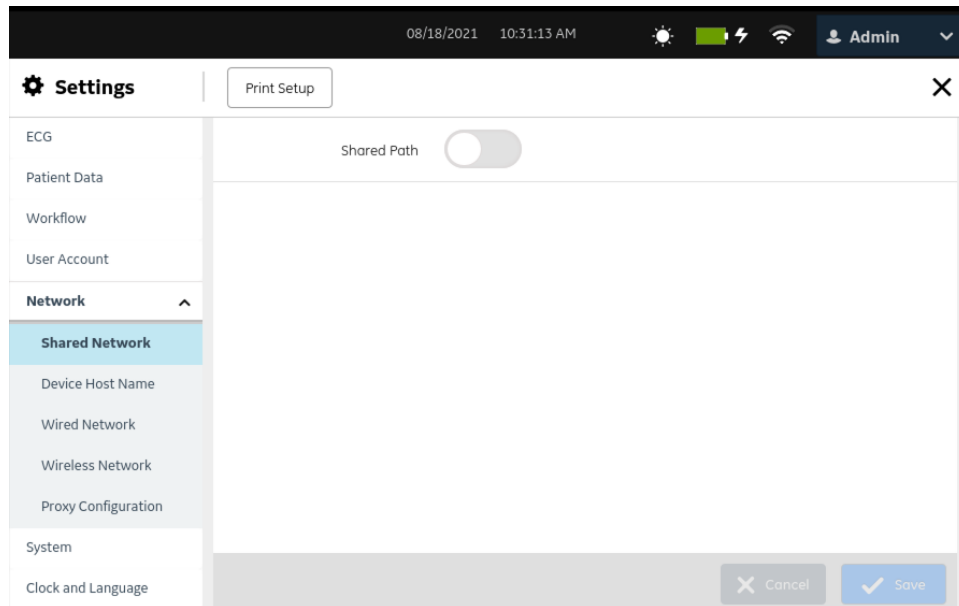 08/18/2021 10:31:13 AM Admin
Settings Print Setup
ECG
Shared Path
Patient Data
Workflow
User Account
Network
Shared Network
Device Host Name
Wired Network
Wireless Network
Proxy Configuration
System
Clock and Language
Cancel Save